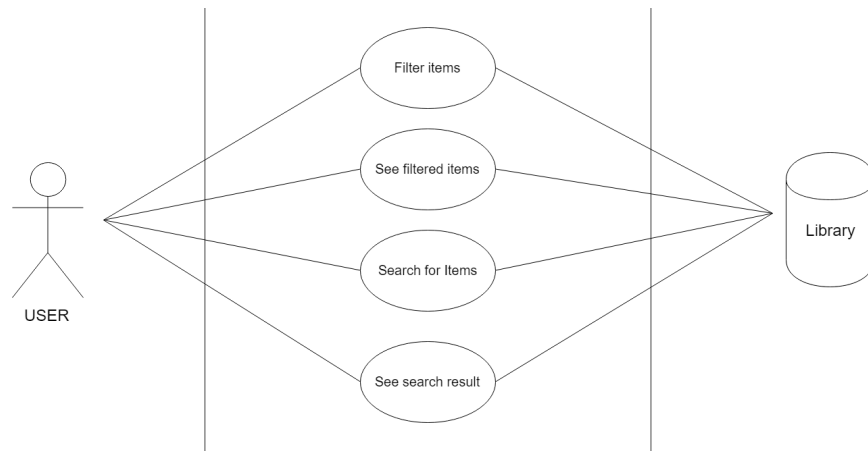 Filter items
See filtered items
Library
Search for Items
USER
See search result